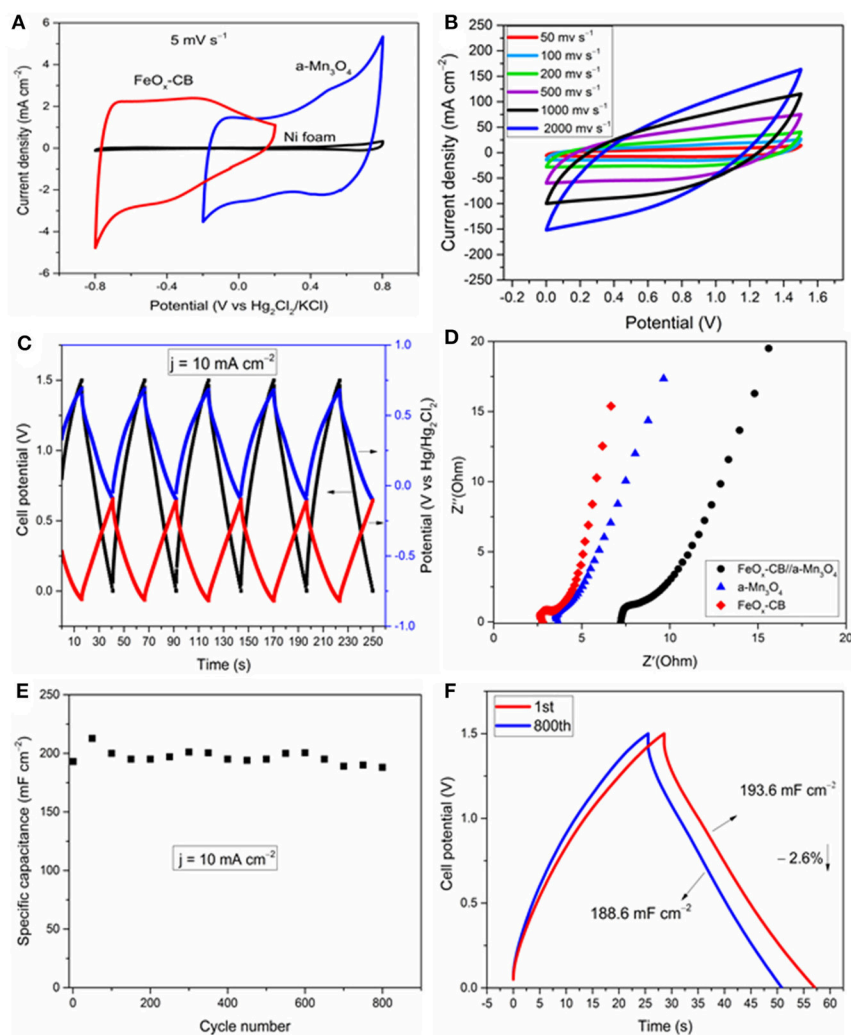 A
5 mV s⁻¹
FeOₓ-CB
a-Mn₃O₄
Ni foam
Current density (mA cm⁻²)
6
4
2
0
-2
-4
-6
-0.8 -0.4 0.0 0.4 0.8
Potential (V vs Hg₂Cl₂/KCl)
B
50 mv s⁻¹
100 mv s⁻¹
200 mv s⁻¹
500 mv s⁻¹
1000 mv s⁻¹
2000 mv s⁻¹
Current density (mA cm⁻²)
250
200
150
100
50
0
-50
-100
-150
-200
-250
-0.2 0.0 0.2 0.4 0.6 0.8 1.0 1.2 1.4 1.6
Potential (V)
C
j = 10 mA cm⁻²
Cell potential (V)
1.5
1.0
0.5
0.0
1.0
0.5
0.0
-0.5
-1.0
Potential (V vs Hg/Hg₂Cl₂)
10 30 50 70 90 110 130 150 170 190 210 230 250
Time (s)
D
Z''(Ohm)
20
15
10
5
0
FeOₓ-CB//a-Mn₃O₄
a-Mn₃O₄
FeOₓ-CB
0 5 10 15 20
Z'(Ohm)
E
Specific capacitance (mF cm⁻²)
250
200
150
100
50
0
j = 10 mA cm⁻²
0 200 400 600 800
Cycle number
F
1st
800th
193.6 mF cm⁻²
– 2.6%
188.6 mF cm⁻²
Cell potential (V)
1.5
1.0
0.5
0.0
-5 0 5 10 15 20 25 30 35 40 45 50 55 60
Time (s)